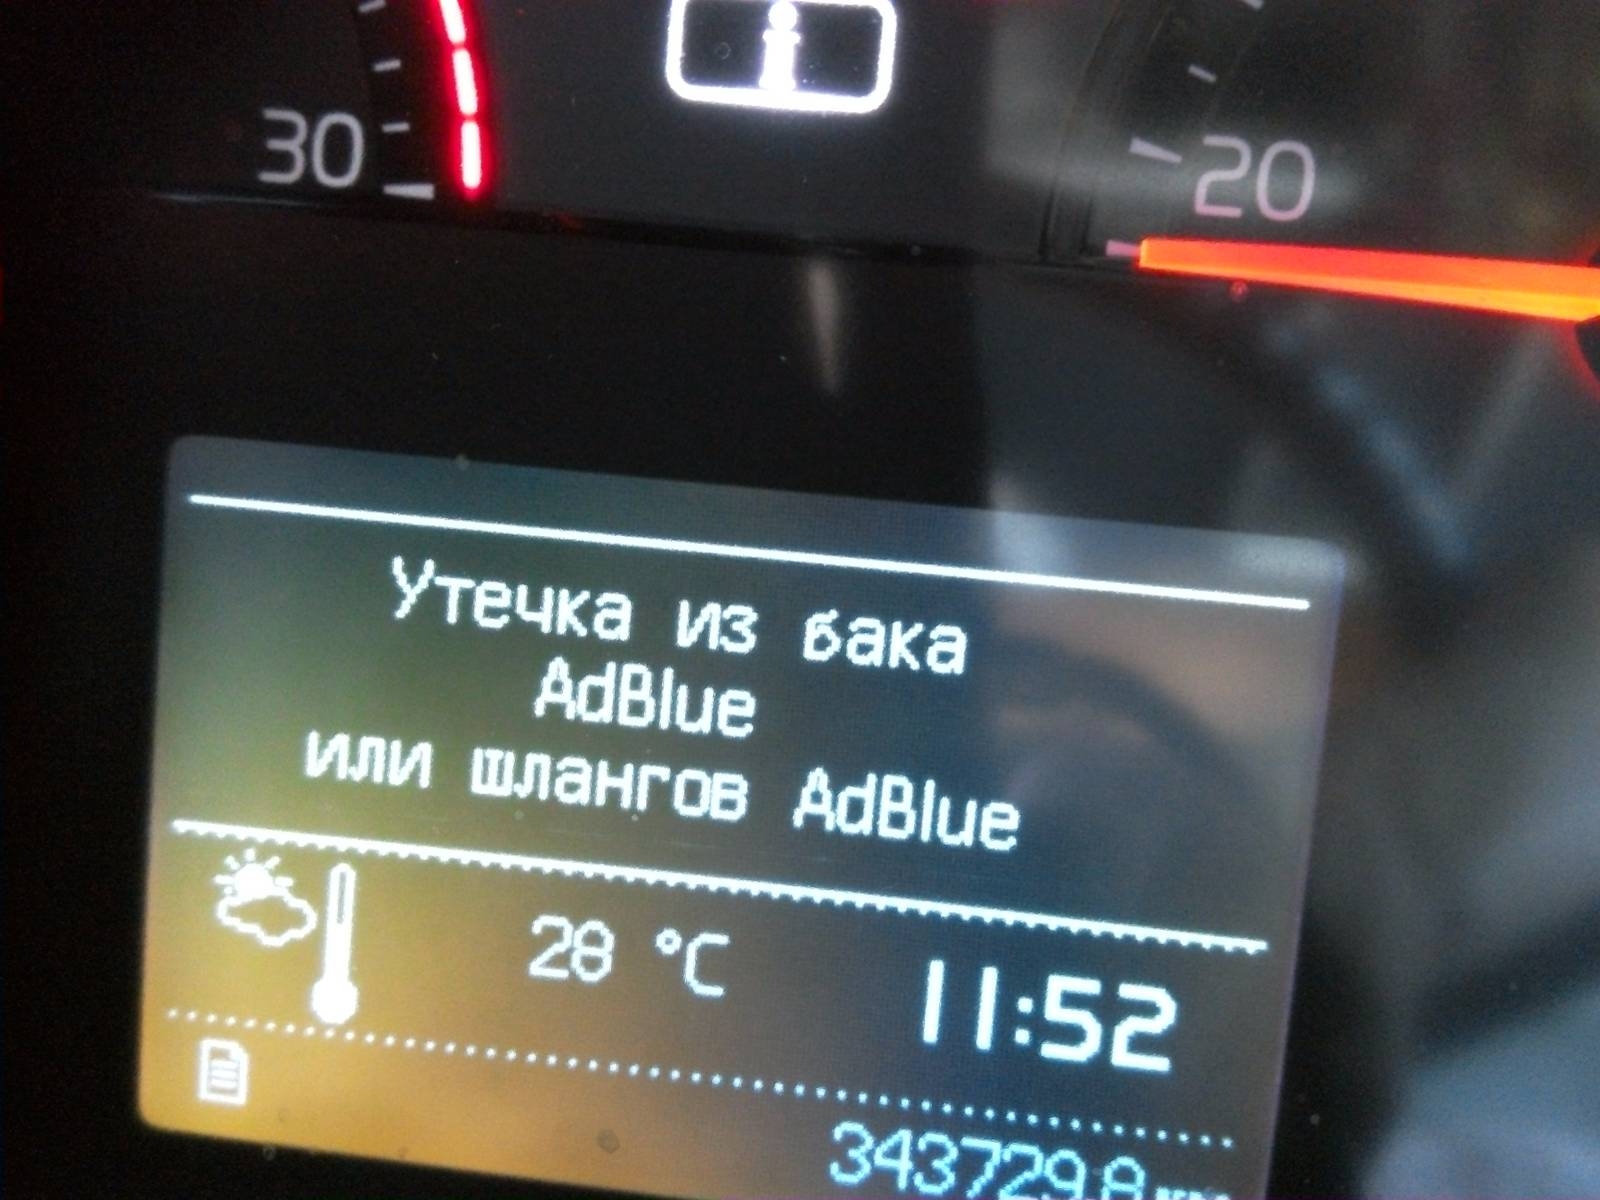 30
20
Утечка из бака
AdBlue
или шлангов AdBlue
28 °C
11:52
343729.8